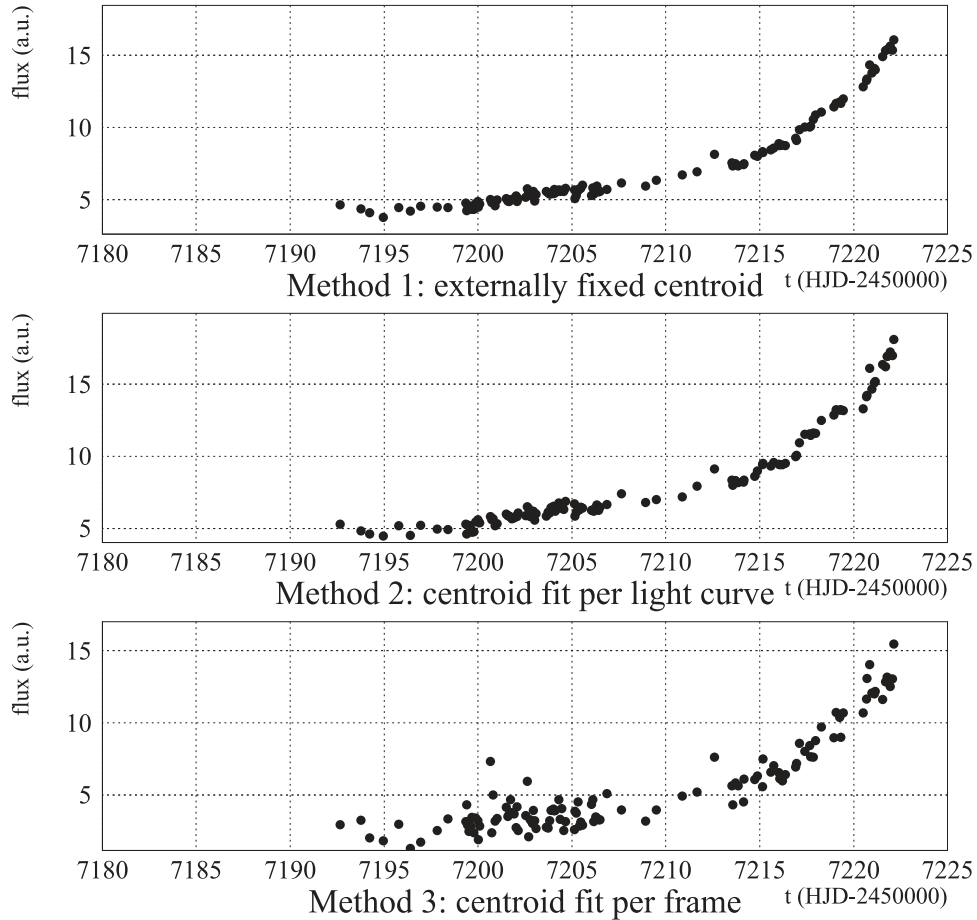 flux (a.u.)
15
10
5
7180 7185 7190 7195 7200 7205 7210 7215 7220 7225
Method 1: externally fixed centroid t (HJD-2450000)
flux (a.u.)
15
10
5
7180 7185 7190 7195 7200 7205 7210 7215 7220 7225
Method 2: centroid fit per light curve t (HJD-2450000)
flux (a.u.)
15
10
5
7180 7185 7190 7195 7200 7205 7210 7215 7220 7225
Method 3: centroid fit per frame t (HJD-2450000)